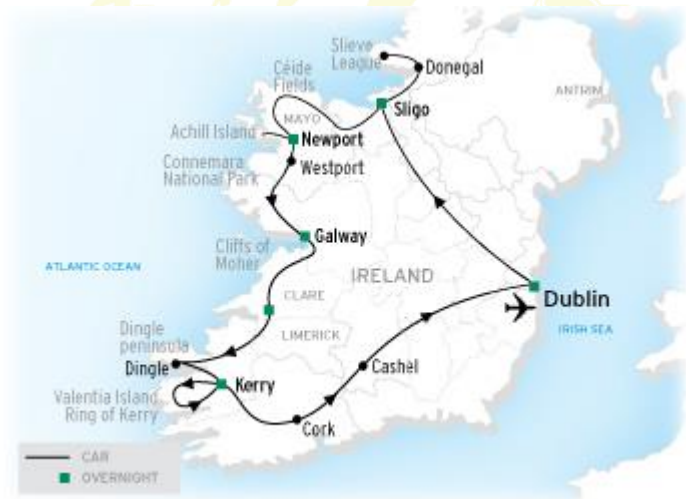 Slieve
League
Donegal
Céide
Fields
ANTRIM
Sligo
MAYO
Achill Island
Newport
Connemara
National Park
Westport
Galway
Cliffs of
Moher
ATLANTIC OCEAN
IRELAND
CLARE
Dublin
LIMERICK
IRISH SEA
Dingle
peninsula
Dingle
Cashel
Kerry
Valentia Island
Ring of Kerry
Cork
CAR
OVERNIGHT